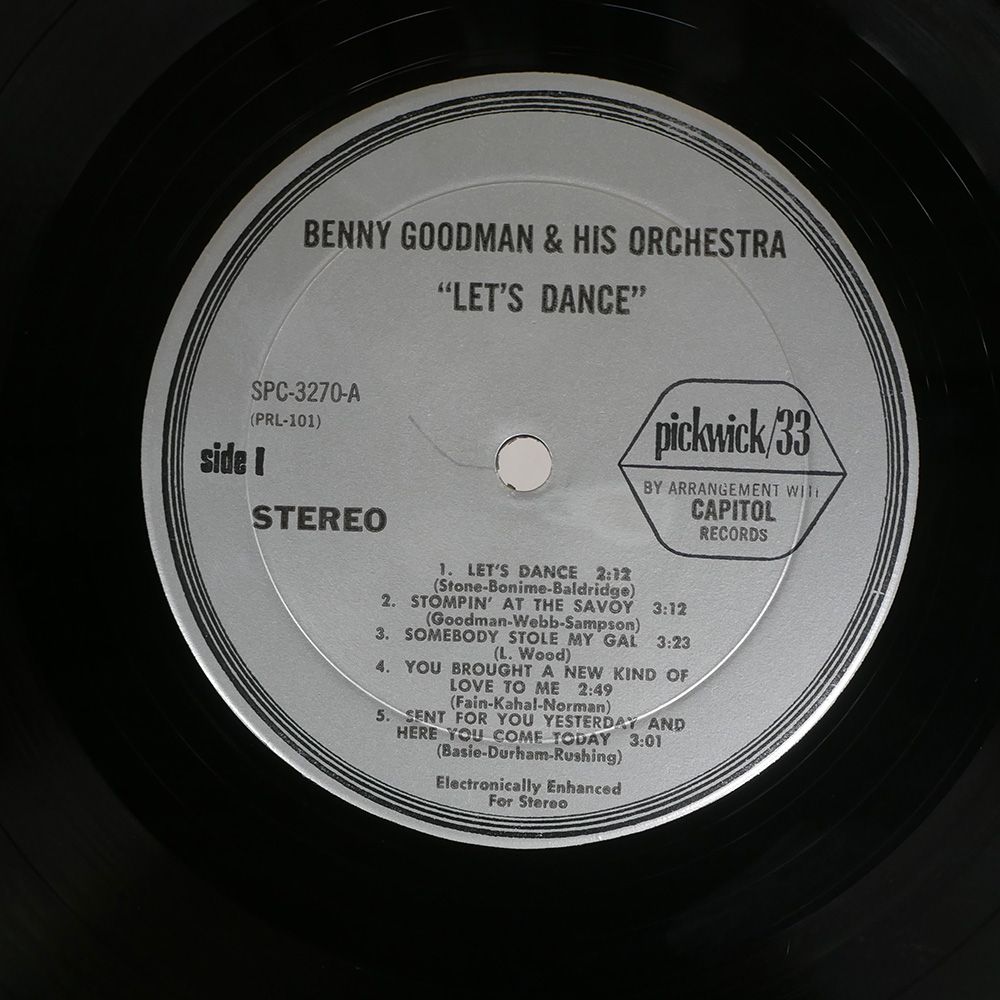 BENNY GOODMAN & HIS ORCHESTRA
“LET’S DANCE”
SPC-3270-A
(PRL-101)
side 1
STEREO
pickwick/33
BY ARRANGEMENT WITH
CAPITOL
RECORDS
1. LET'S DANCE 2:12
(Stone-Bonime-Baldridge)
2. STOMPIN' AT THE SAVOY 3:12
(Goodman-Webb-Sampson)
3. SOMEBODY STOLE MY GAL 3:23
(L. Wood)
4. YOU BROUGHT A NEW KIND OF
LOVE TO ME 2:49
(Fain-Kahal-Norman)
5. SENT FOR YOU YESTERDAY AND
HERE YOU COME TODAY 3:01
(Basie-Durham-Rushing)
Electronically Enhanced
For Stereo